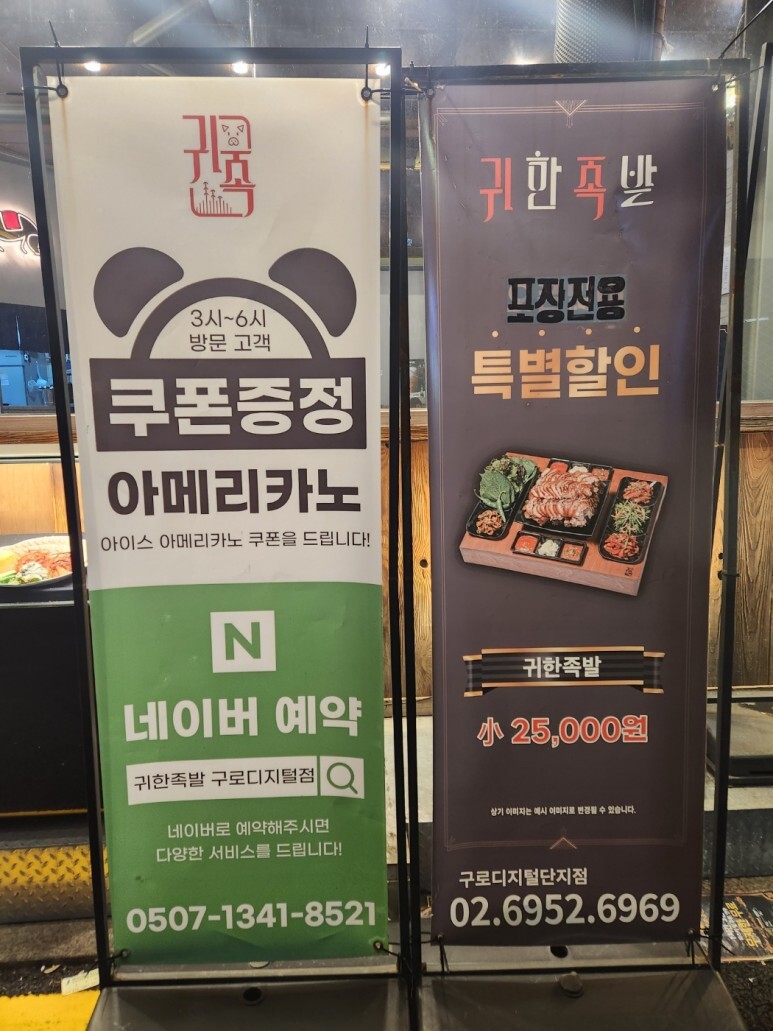 귀
족
3시~6시
방문 고객
쿠폰증정
아메리카노
아이스 아메리카노 쿠폰을 드립니다!
N
네이버 예약
귀한족발 구로디지털점
네이버로 예약해주시면
다양한 서비스를 드립니다!
0507-1341-8521
귀한족발
포장전용
특별할인
귀한족발
小 25,000원
상기 이미지는 예시 이미지로 변경될 수 있습니다.
구로디지털단지점
02.6952.6969